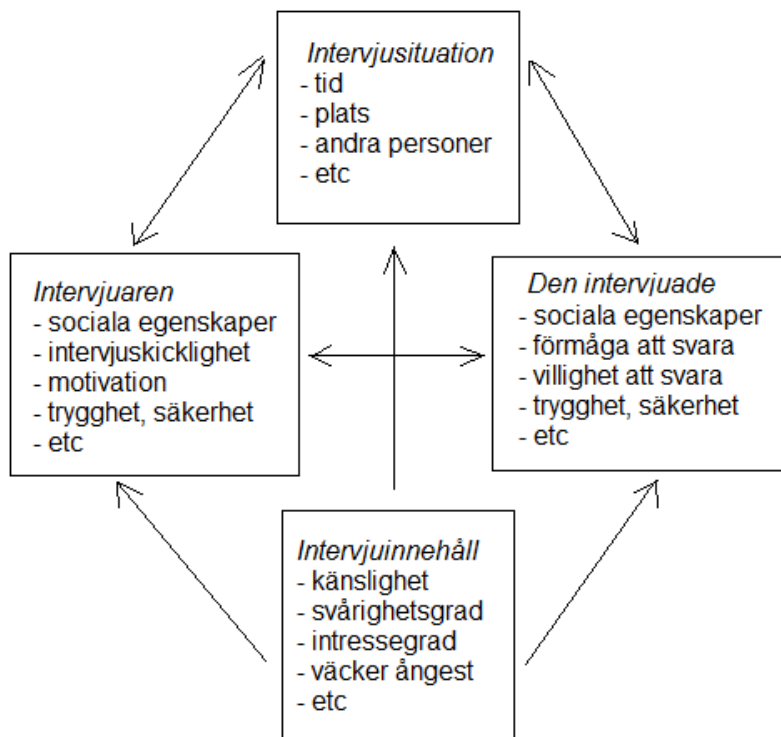 Intervjusituation
- tid
- plats
- andra personer
- etc
Intervjuaren
- sociala egenskaper
- intervjuskicklighet
- motivation
- trygghet, säkerhet
- etc
Den intervjuade
- sociala egenskaper
- förmåga att svara
- villighet att svara
- trygghet, säkerhet
- etc
Intervjuinnehåll
- känslighet
- svårighetsgrad
- intressegrad
- väcker ångest
- etc